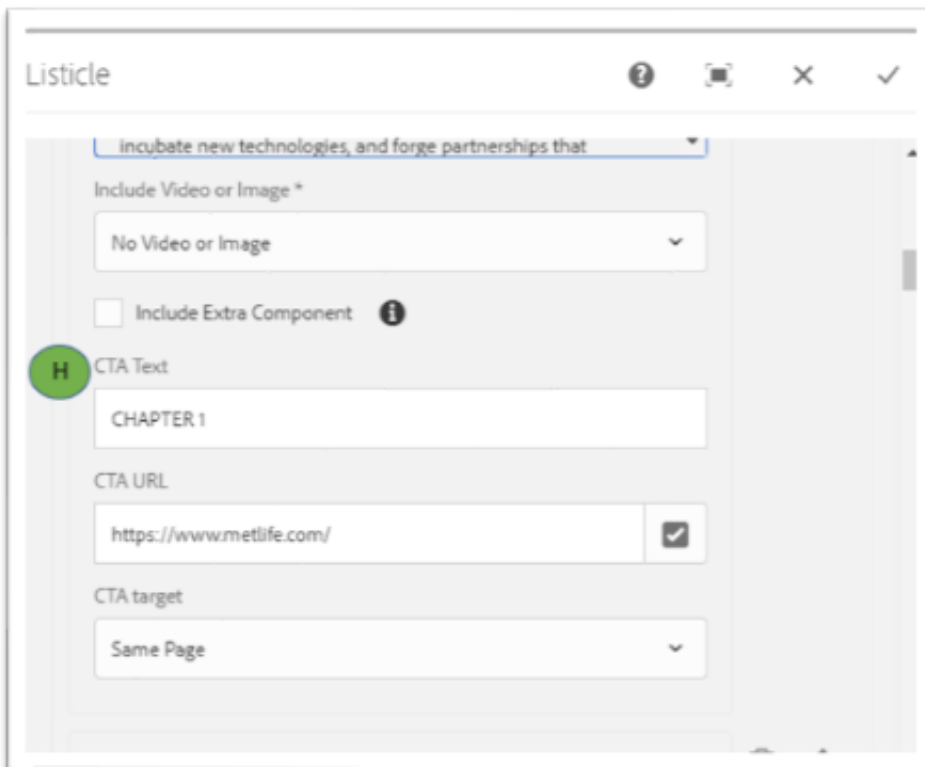 Listicle
incubate new technologies, and forge partnerships that
Include Video or Image *
No Video or Image
Include Extra Component
H
CTA Text
CHAPTER 1
CTA URL
https://www.metlife.com/
CTA target
Same Page